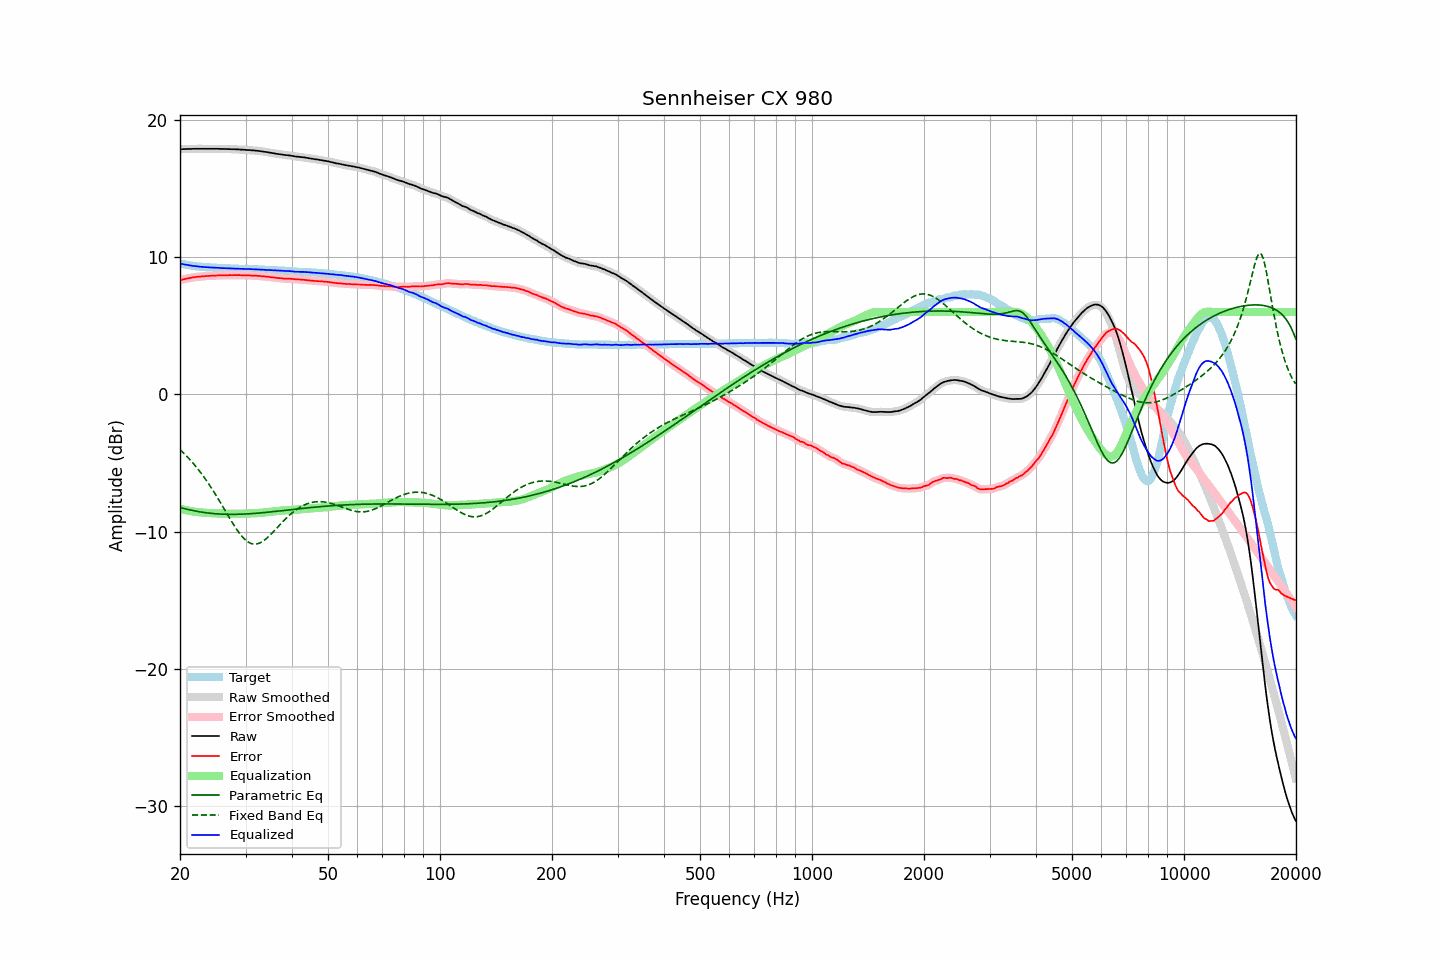 Sennheiser CX 980
20
10
0
−10
−20
−30
Amplitude (dBr)
Target
Raw Smoothed
Error Smoothed
Raw
Error
Equalization
Parametric Eq
Fixed Band Eq
Equalized
20 50 100 200 500 1000 2000 5000 10000 20000
Frequency (Hz)